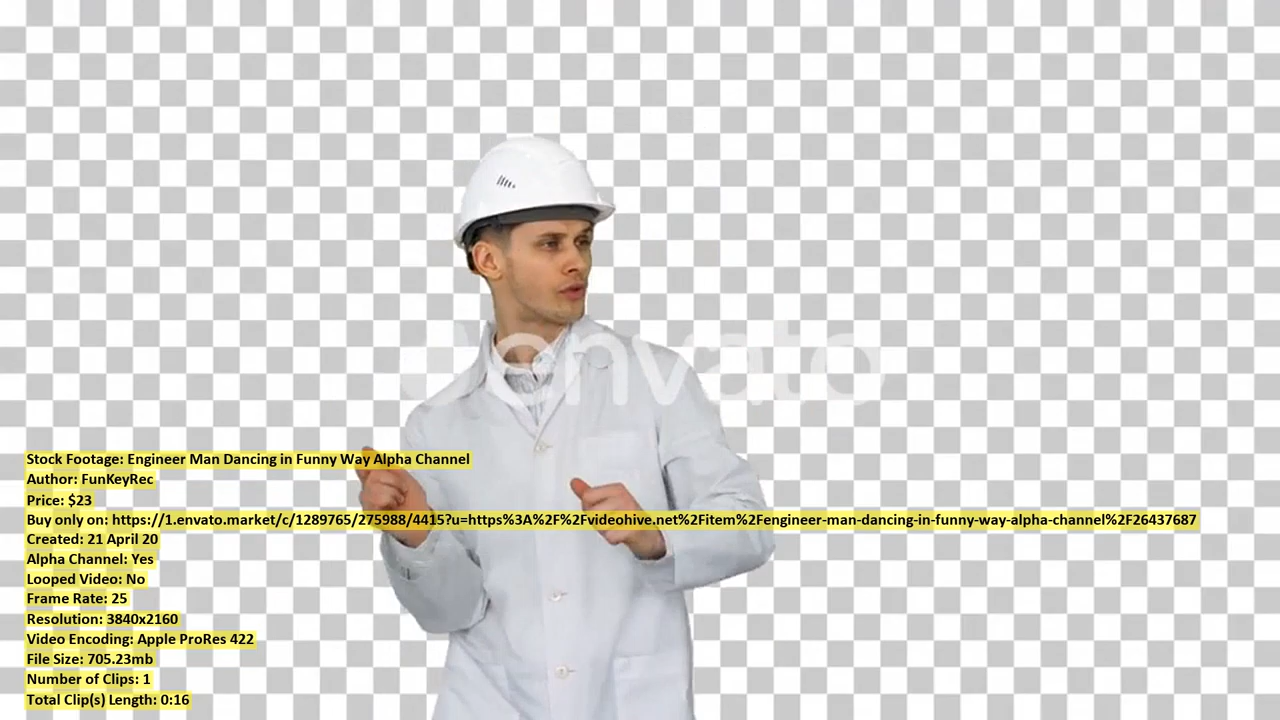 envato
Stock Footage: Engineer Man Dancing in Funny Way Alpha Channel
Author: FunKeyRec
Price: $23
Buy only on: https://1.envato.market/c/1289765/275988/4415?u=https%3A%2F%2Fvideohive.net%2Fitem%2Fengineer-man-dancing-in-funny-way-alpha-channel%2F26437687
Created: 21 April 20
Alpha Channel: Yes
Looped Video: No
Frame Rate: 25
Resolution: 3840x2160
Video Encoding: Apple ProRes 422
File Size: 705.23mb
Number of Clips: 1
Total Clip(s) Length: 0:16